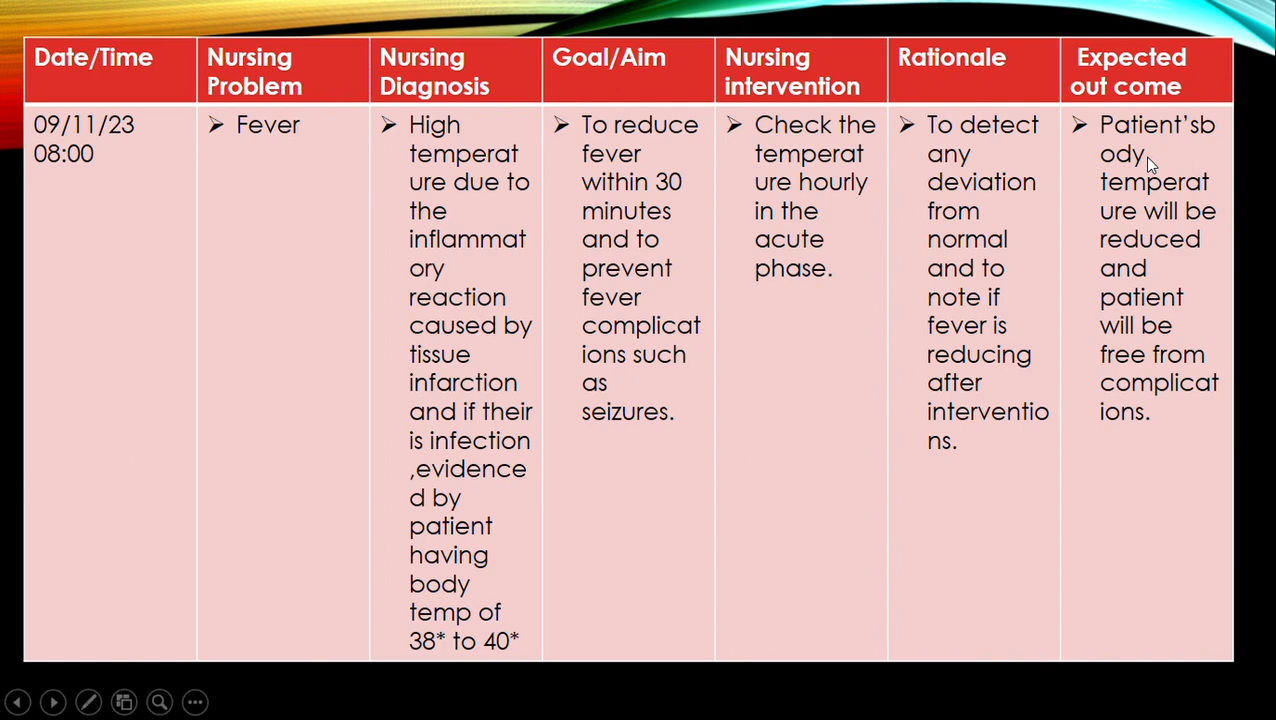 Date/Time
Nursing
Problem
Nursing
Diagnosis
Goal/Aim
Nursing
intervention
Rationale
Expected
out come
09/11/23
08:00
➢ Fever
➢ High
temperat
ure due to
the
inflammat
ory
reaction
caused by
tissue
infarction
and if their
is infection
,evidence
d by
patient
having
body
temp of
38* to 40*
➢ To reduce
fever
within 30
minutes
and to
prevent
fever
complicat
ions such
as
seizures.
➢ Check the
temperat
ure hourly
in the
acute
phase.
➢ To detect
any
deviation
from
normal
and to
note if
fever is
reducing
after
interventio
ns.
➢ Patient’sb
ody
temperat
ure will be
reduced
and
patient
will be
free from
complicat
ions.